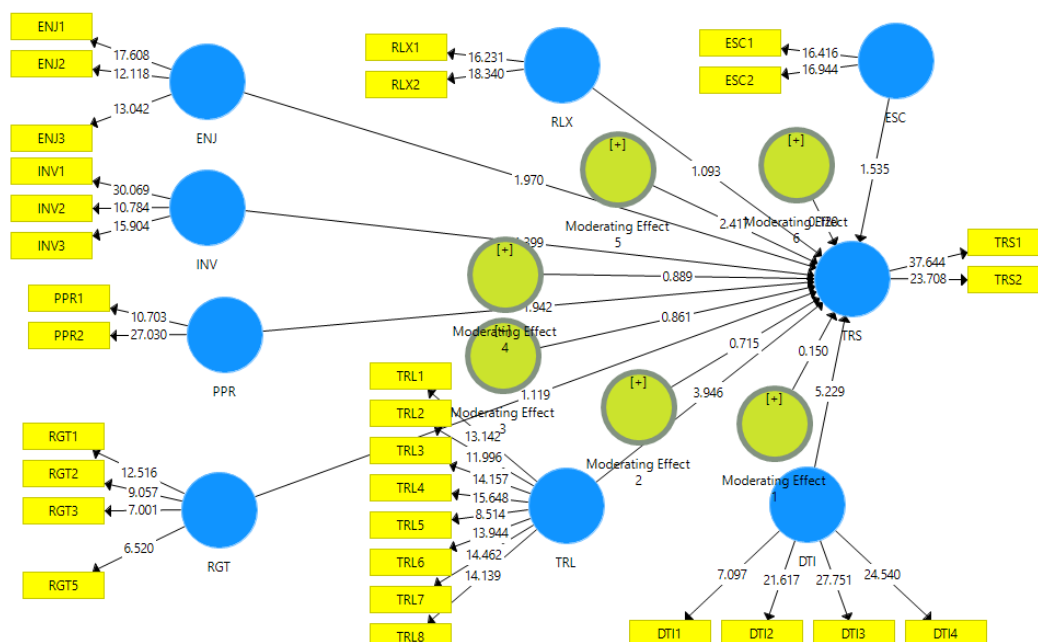 ENJ1
ENJ2
ENJ3
17.608
12.118
13.042
ENJ
INV1
INV2
INV3
30.069
10.784
15.904
INV
PPR1
PPR2
10.703
27.030
PPR
RGT1
RGT2
RGT3
RGT5
12.516
9.057
7.001
6.520
RGT
RLX1
RLX2
16.231
18.340
RLX
ESC1
ESC2
16.416
16.944
ESC
1.970
1.093
1.535
[+]
Moderating Effect
5
2.417
[+]
Moderating Effect
6
[+]
Moderating Effect
4
0.889
1.942
[+]
Moderating Effect
3
0.861
1.119
[+]
Moderating Effect
2
0.715
3.946
[+]
Moderating Effect
1
0.150
5.229
TRS
37.644
23.708
TRS1
TRS2
TRL1
TRL2
TRL3
TRL4
TRL5
TRL6
TRL7
TRL8
13.142
11.996
14.157
15.648
8.514
13.944
14.462
14.139
TRL
DTI
7.097
21.617
27.751
24.540
DTI1
DTI2
DTI3
DTI4